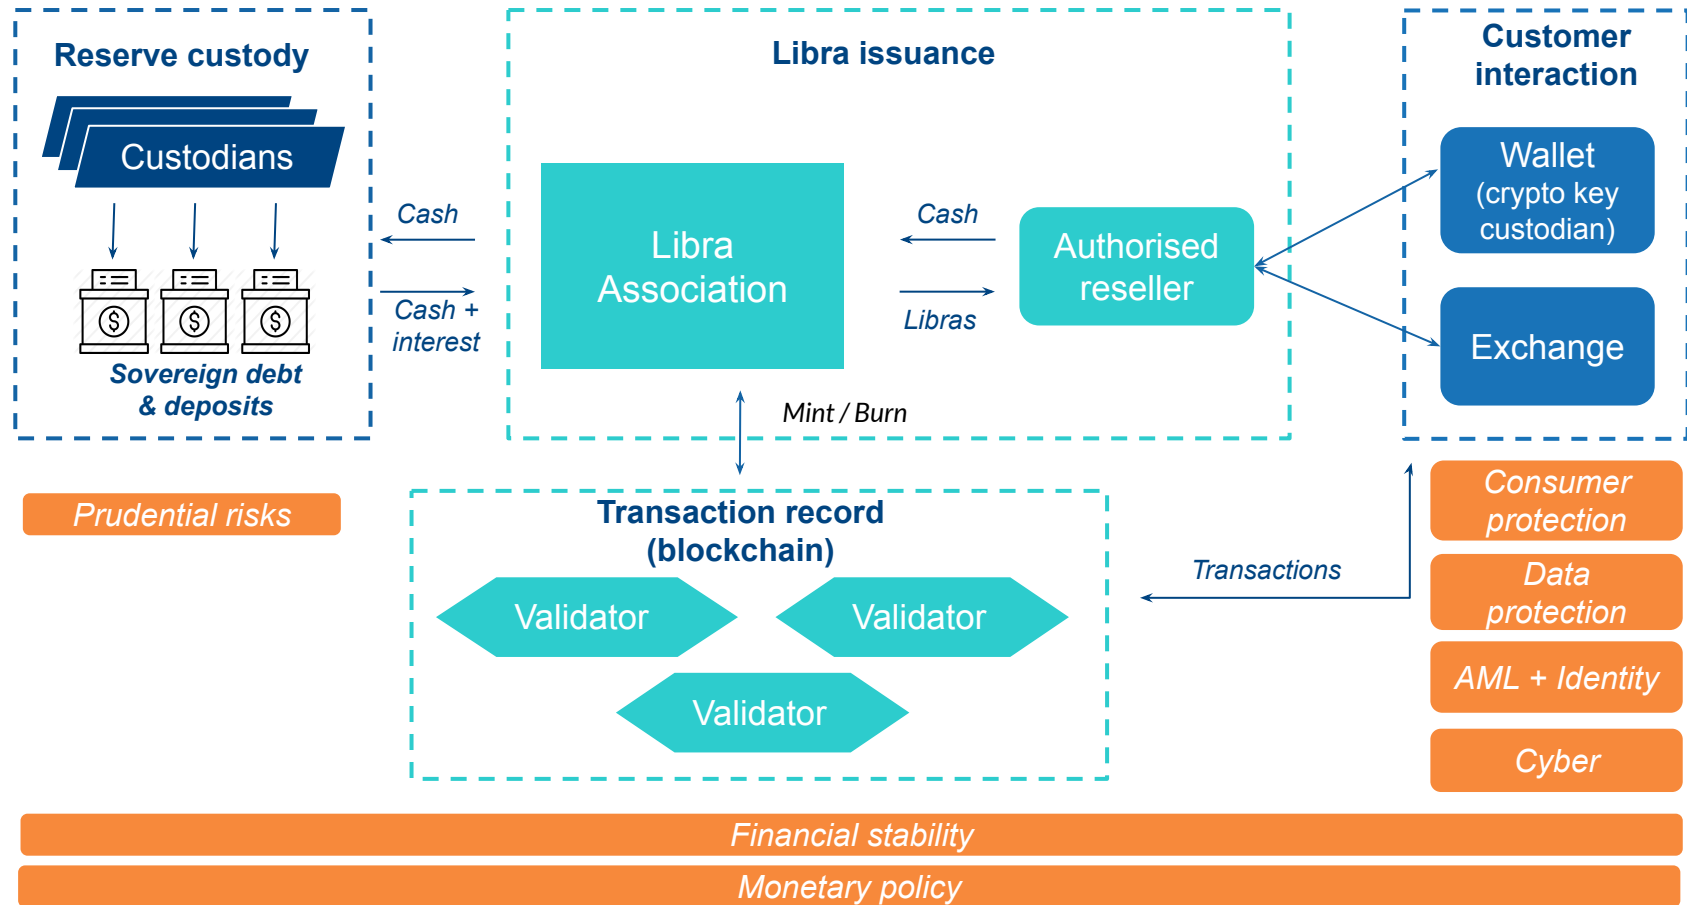 Reserve custody
Custodians
$
$
$
Sovereign debt
& deposits
Cash
Cash +
interest
Libra issuance
Libra
Association
Cash
Libras
Authorised
reseller
Mint / Burn
Customer
interaction
Wallet
(crypto key
custodian)
Exchange
Prudential risks
Transaction record
(blockchain)
Validator
Validator
Validator
Transactions
Consumer
protection
Data
protection
AML + Identity
Cyber
Financial stability
Monetary policy